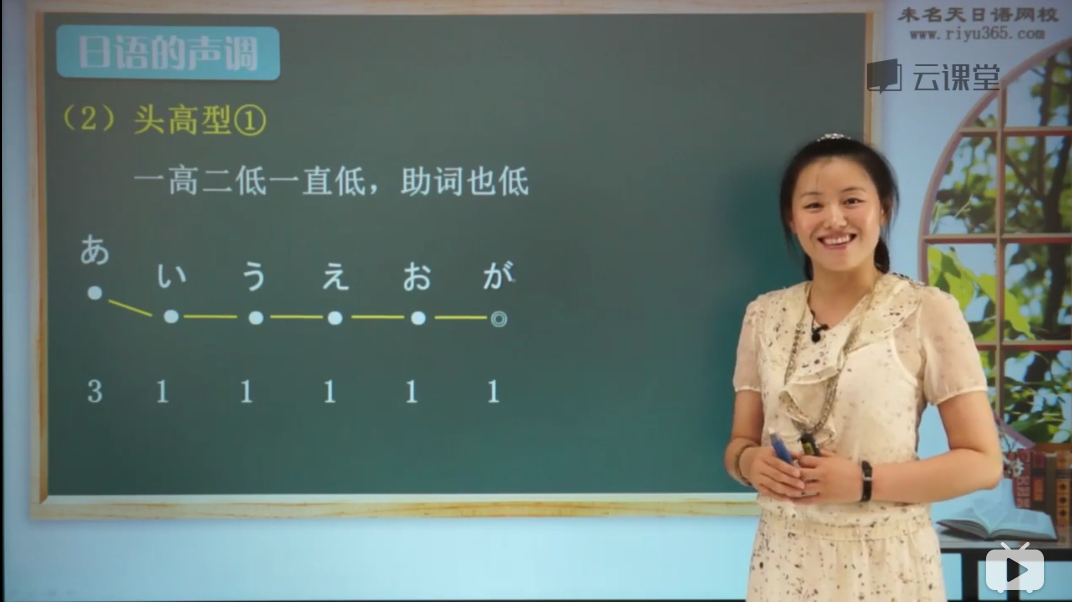 未名天日语网校
www.riyu365.com
云课堂
日语的声调
（2）头高型①
一高二低一直低，助词也低
あ い う え お が
3 1 1 1 1 1